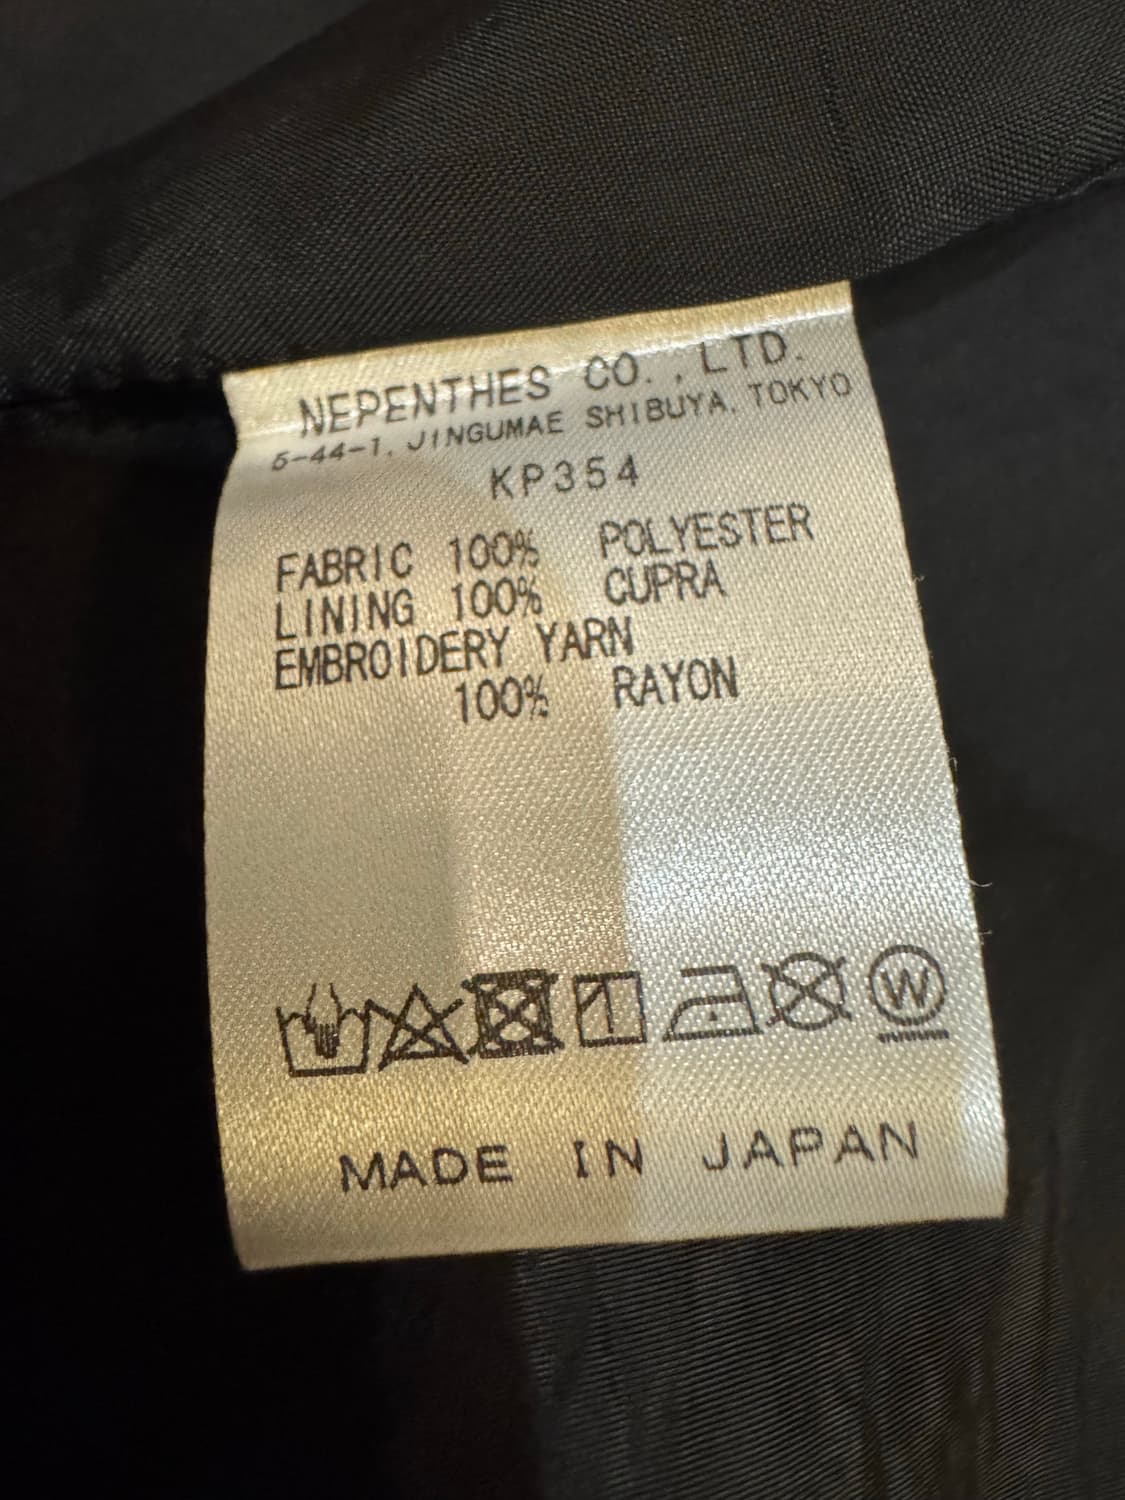 NEPENTHES CO., LTD.
5-44-1, JINGUMAE SHIBUYA, TOKYO
KP354
FABRIC 100% POLYESTER
LINING 100% CUPRA
EMBROIDERY YARN
100% RAYON
W
MADE IN JAPAN